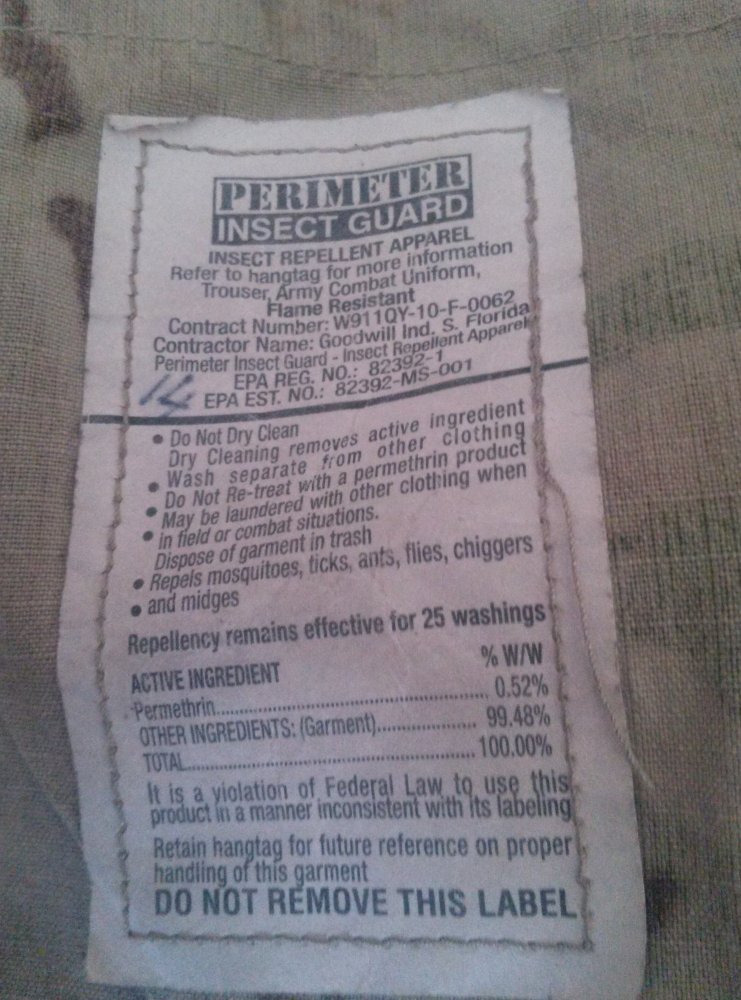 PERIMETER
INSECT GUARD
INSECT REPELLENT APPAREL
Refer to hangtag for more information
Trouser, Army Combat Uniform,
Flame Resistant
Contract Number: W911QY-10-F-0062
Contractor Name: Goodwill Ind. S. Florida
Perimeter Insect Guard - Insect Repellent Apparel
EPA REG. NO.: 82392-1
EPA EST. NO.: 82392-MS-001
14
• Do Not Dry Clean
Dry Cleaning removes active ingredient
• Wash separate from other clothing
• Do Not Re-treat with a permethrin product
• May be laundered with other clothing when
in field or combat situations.
Dispose of garment in trash
• Repels mosquitoes, ticks, ants, flies, chiggers
• and midges
Repellency remains effective for 25 washings
ACTIVE INGREDIENT % W/W
Permethrin.......................................... 0.52%
OTHER INGREDIENTS: (Garment)................ 99.48%
TOTAL.............................................. 100.00%
It is a violation of Federal Law to use this
product in a manner inconsistent with its labeling
Retain hangtag for future reference on proper
handling of this garment
DO NOT REMOVE THIS LABEL